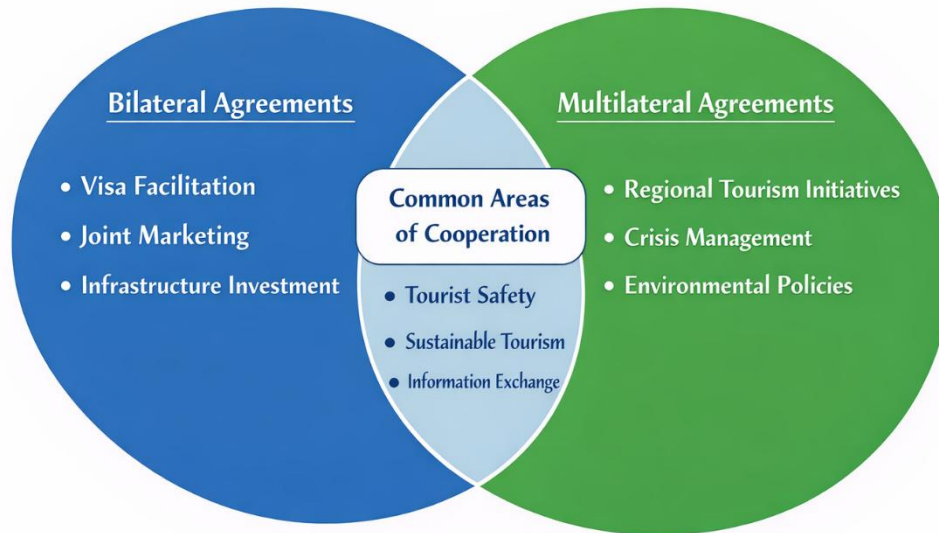 Bilateral Agreements
• Visa Facilitation
• Joint Marketing
• Infrastructure Investment
Common Areas
of Cooperation
• Tourist Safety
• Sustainable Tourism
• Information Exchange
Multilateral Agreements
• Regional Tourism Initiatives
• Crisis Management
• Environmental Policies